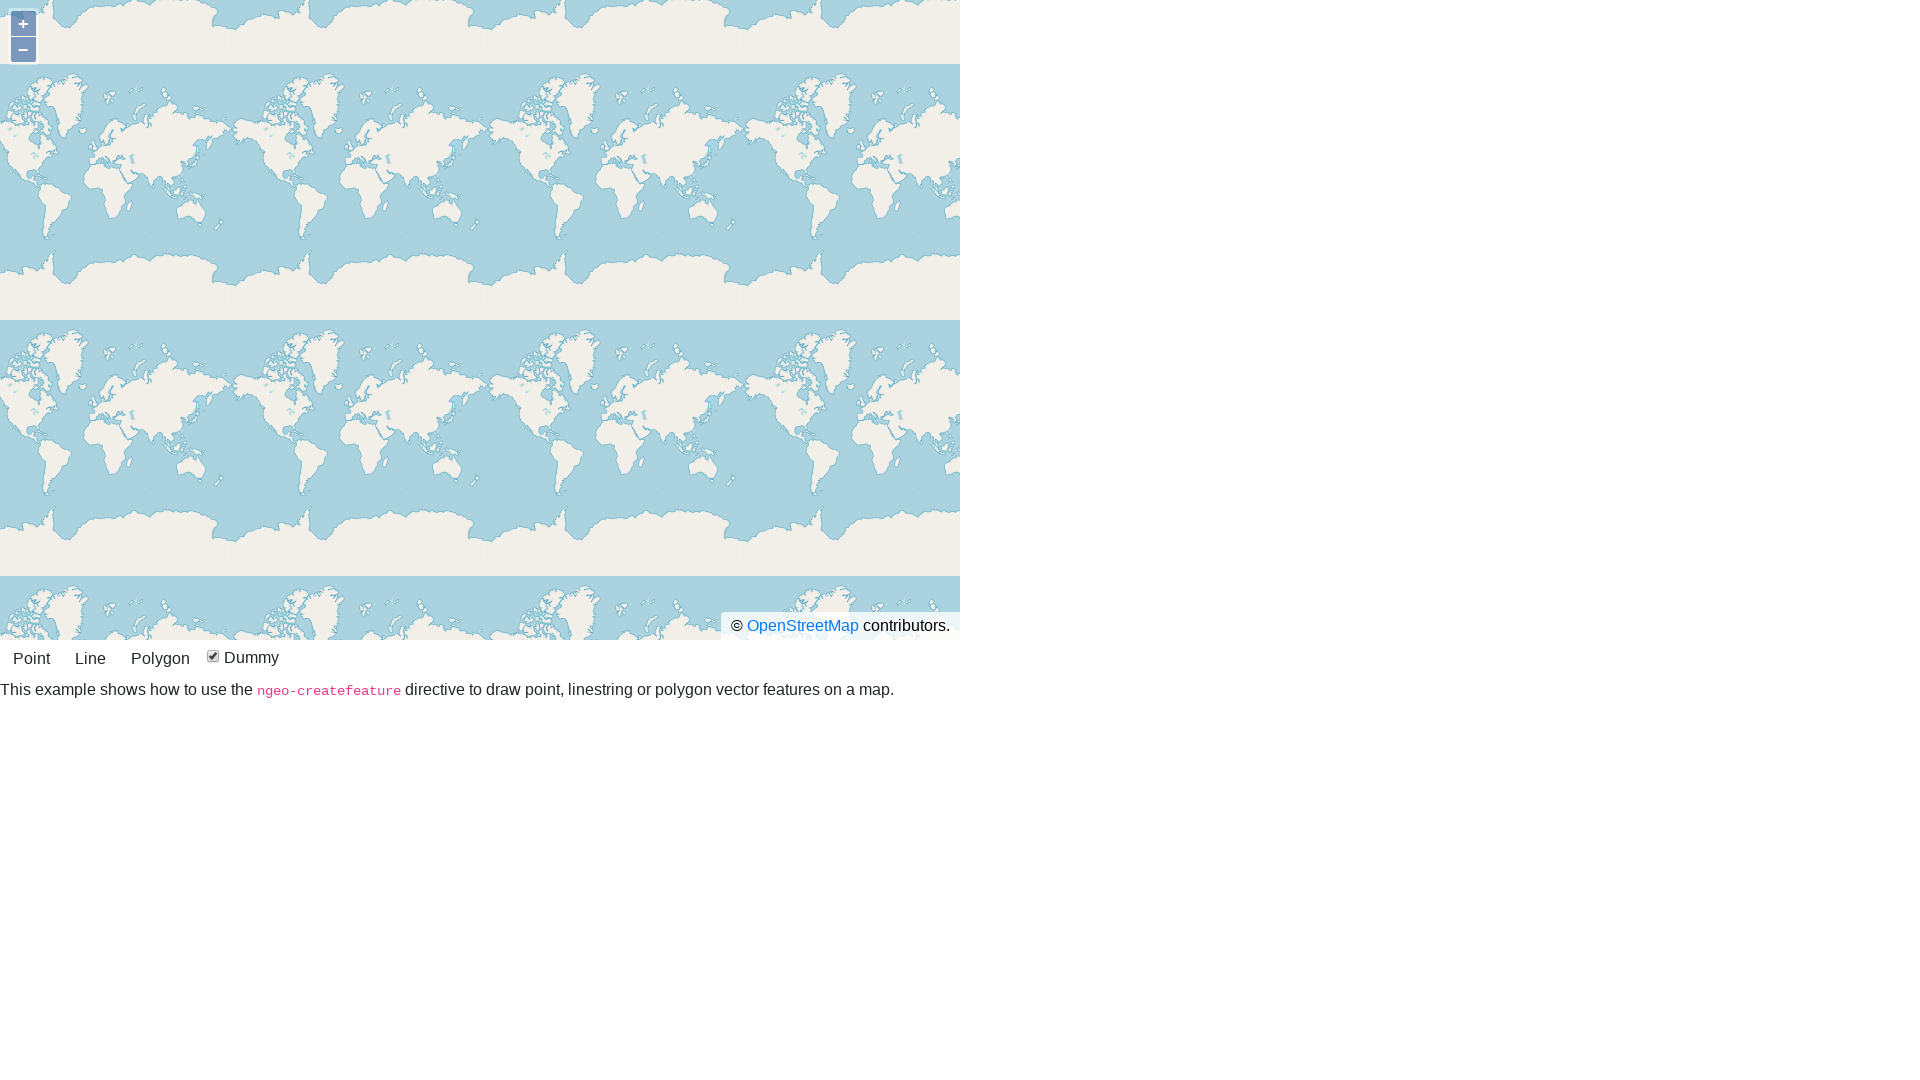 +
−
© OpenStreetMap contributors.
Point Line Polygon Dummy
This example shows how to use the ngeo-createfeature directive to draw point, linestring or polygon vector features on a map.